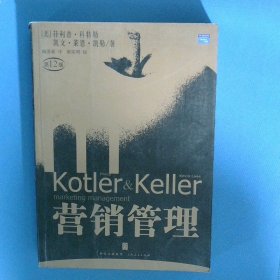 [美]菲利普·科特勒
凯文·莱恩·凯勒/著
第12版
Kotler & Keller
marketing management
营销管理